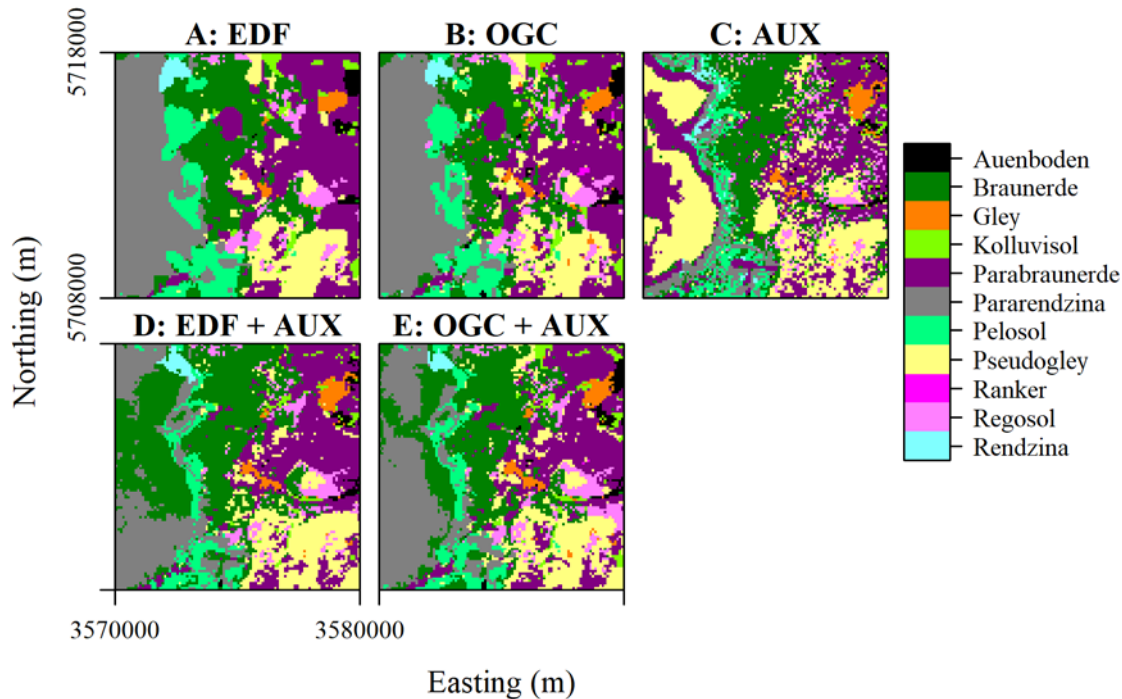 A: EDF
B: OGC
C: AUX
5718000
5708000
Northing (m)
D: EDF + AUX
E: OGC + AUX
3570000
3580000
Easting (m)
Auenboden
Braunerde
Gley
Kolluvisol
Parabraunerde
Pararendzina
Pelosol
Pseudogley
Ranker
Regosol
Rendzina